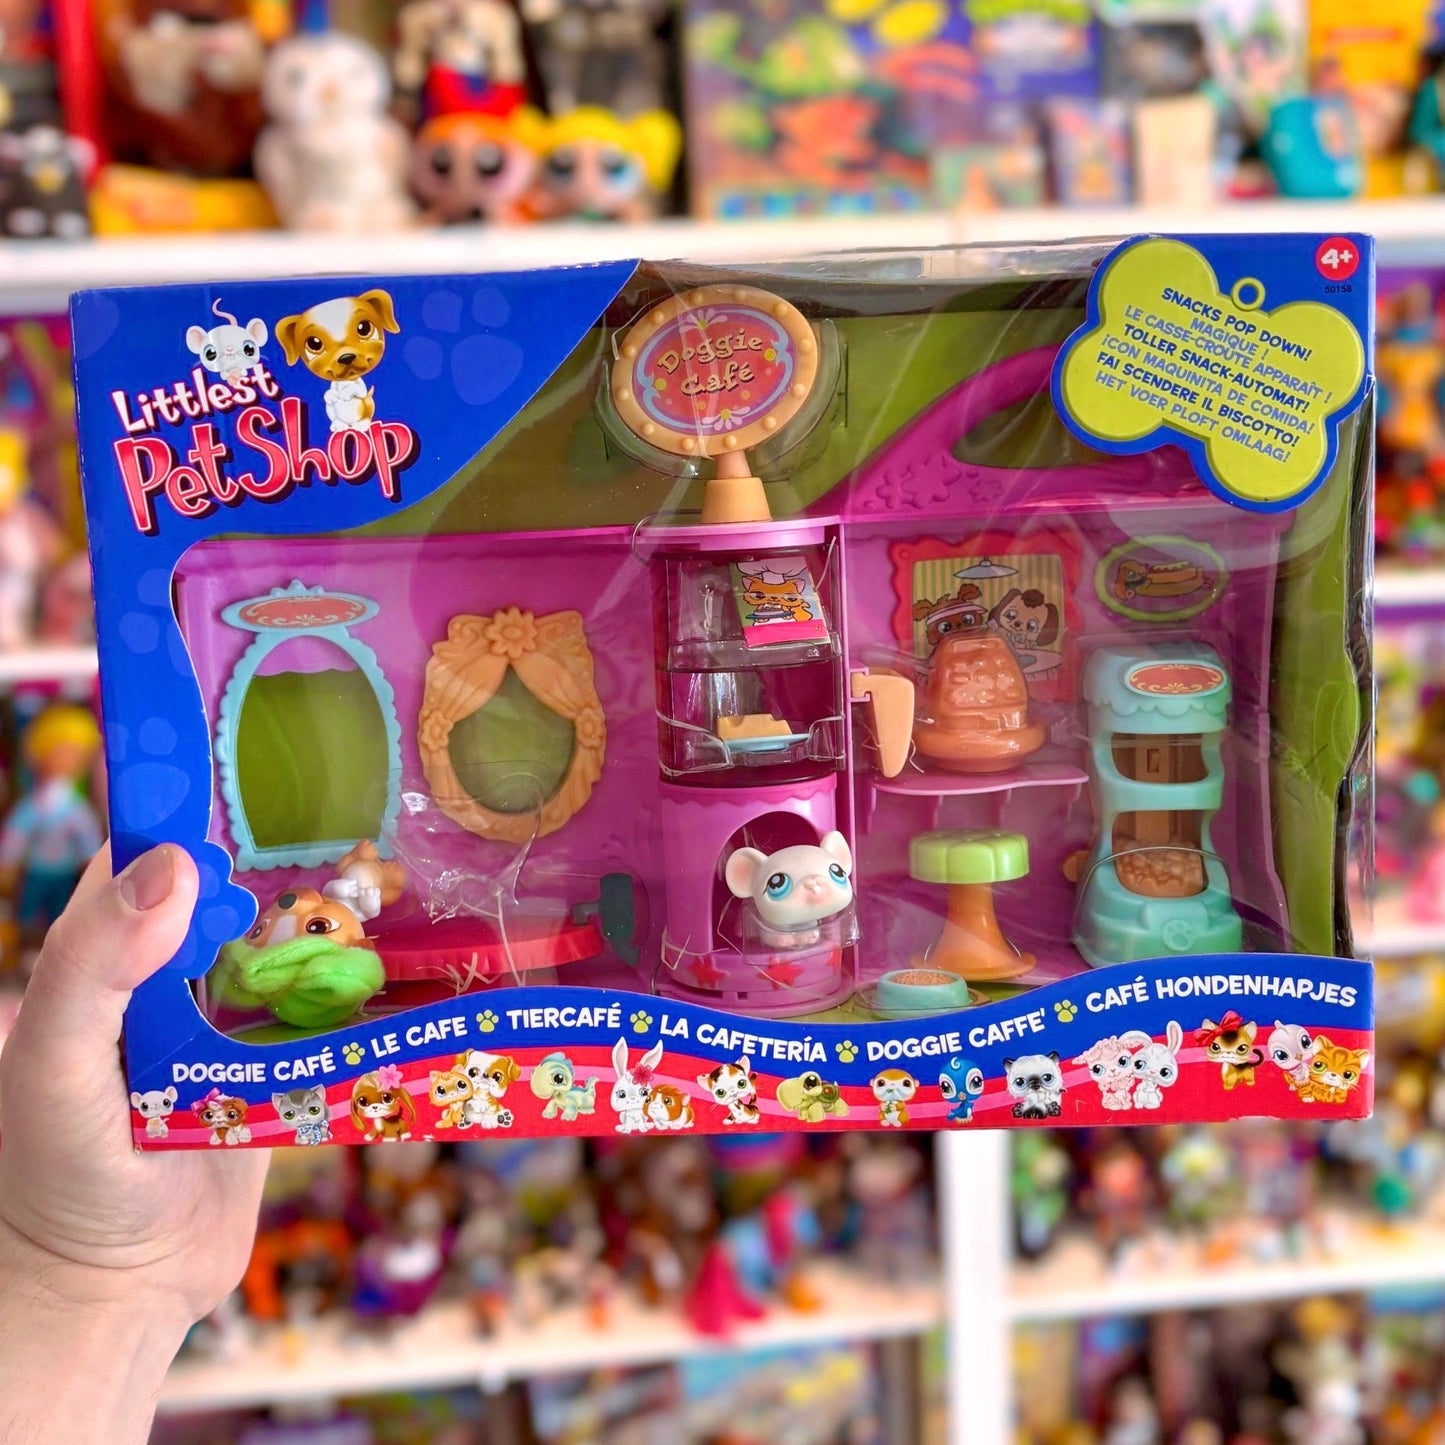 Littlest
PetShop
Doggie
Café
4+
50158
SNACKS POP DOWN!
MAGIQUE !
LE CASSE-CROUTE APPARAIT !
TOLLER SNACK-AUTOMAT!
¡CON MAQUINITA DE COMIDA!
FAI SCENDERE IL BISCOTTO!
HET VOER PLOFT OMLAAG!
DOGGIE CAFÉ LE CAFE TIERCAFÉ LA CAFETERÍA DOGGIE CAFFE' CAFÉ HONDENHAPJES